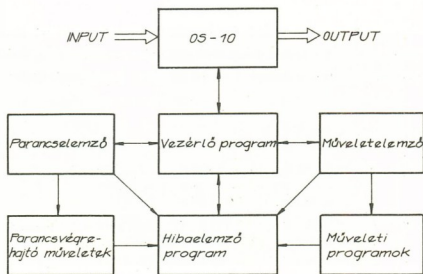 INPUT
OS-10
OUTPUT
Parancselemző
Vezérlő program
Műveletelemző
Parancsvégre-
hajtó műveletek
Hibaelemző
program
Műveleti
programok